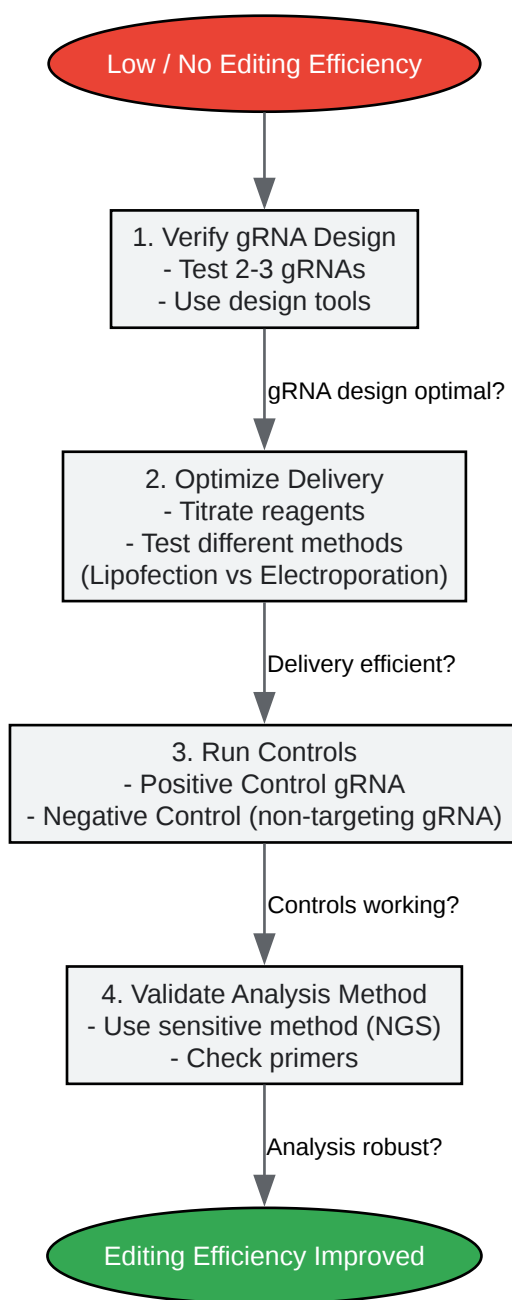 Low / No Editing Efficiency
1. Verify gRNA Design
- Test 2-3 gRNAs
- Use design tools
gRNA design optimal?
2. Optimize Delivery
- Titrate reagents
- Test different methods
(Lipofection vs Electroporation)
Delivery efficient?
3. Run Controls
- Positive Control gRNA
- Negative Control (non-targeting gRNA)
Controls working?
4. Validate Analysis Method
- Use sensitive method (NGS)
- Check primers
Analysis robust?
Editing Efficiency Improved